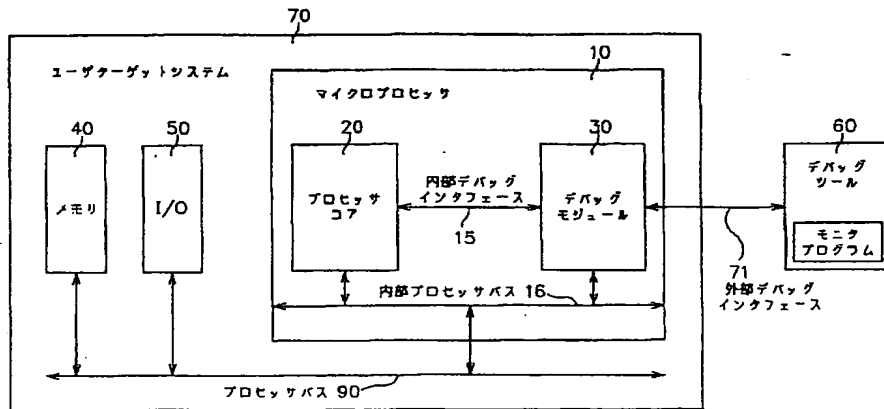 70
ユーザターゲットシステム
10
マイクロプロセッサ
40
メモリ
50
I/O
20
プロセッサ
コア
内部デバッグ
インタフェース
15
30
デバッグ
モジュール
60
デバッグ
ツール
モニタ
プログラム
71
外部デバッグ
インタフェース
内部プロセッサバス 16
プロセッサバス 90